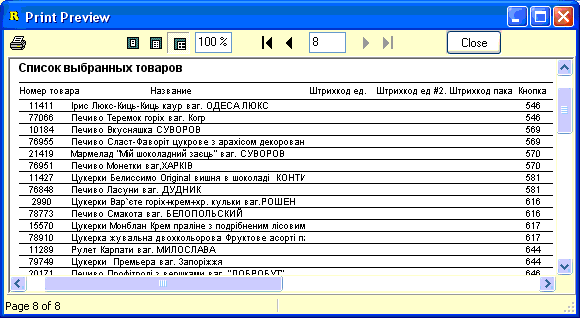 Print Preview
100 % 8 Close
Список выбранных товаров
Номер товара Название Штрихкод ед. Штрихкод ед #2. Штрихкод пака Кнопка
11411 Ірис Люкс-Киць-Киць каур ваг. ОДЕСА ЛЮКС 546
77066 Печиво Теремок горіх ваг. Корг 546
10184 Печиво Вкусняшка СУВОРОВ 569
76955 Печиво Сласт-Фаворіт цукрове з арахісом декорован 569
21419 Мармелад "Мій шоколадний заєць" ваг. СУВОРОВ 570
76951 Печиво Монетки ваг,ХАРКІВ 570
11427 Цукерки Белиссимо Original вишня в шоколаді КОНТИ 581
76848 Печиво Ласуни ваг. ДУДНИК 581
2990 Цукерки Вар`єте горіх+крем+хр. кульки ваг.РОШЕН 616
78773 Печиво Смакота ваг. БЕЛОПОЛЬСКИЙ 616
15570 Цукерки Монблан Крем праліне з подрібненим лісовим 617
78910 Цукерка жувальна двохкольорова Фруктове асорті 617
11289 Рулет Карпати ваг. МИЛОСЛАВА 644
79749 Цукерки Премьера ваг. Запоріжжя 644
20171 Печиво Профітролі з вершками ваг. "ДОБРОБУТ" 646
Page 8 of 8